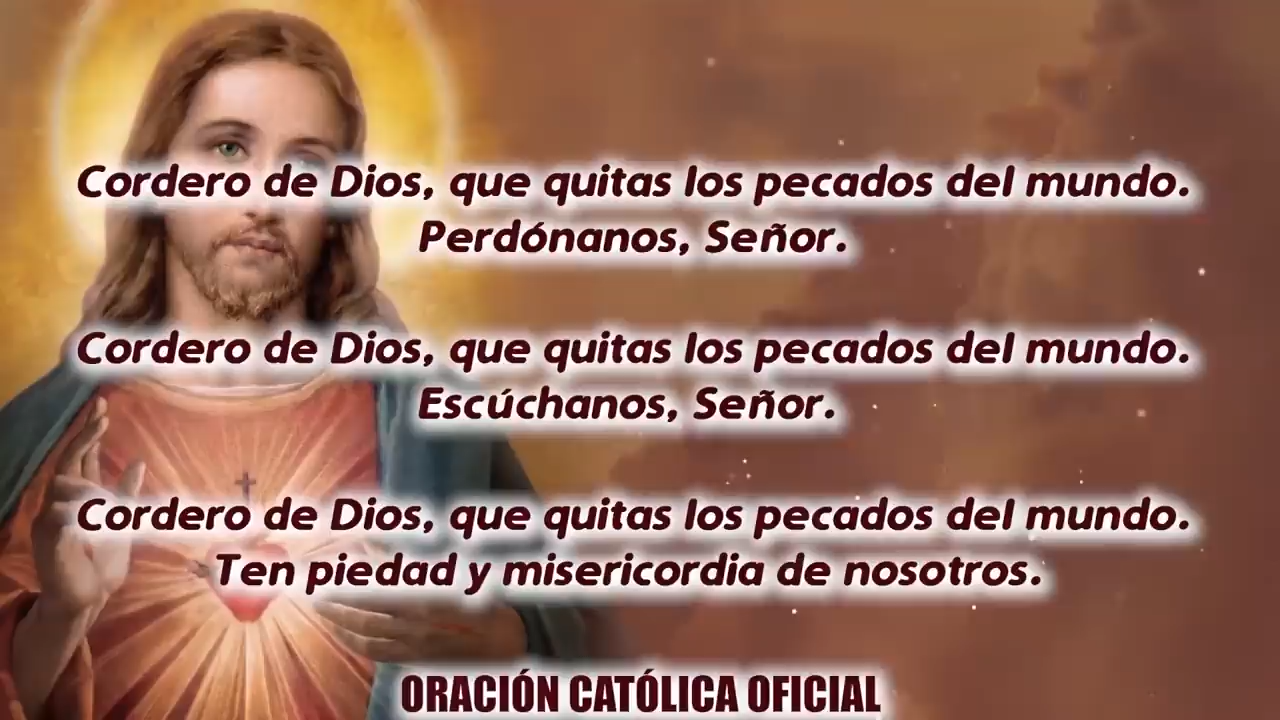 Cordero de Dios, que quitas los pecados del mundo.
Perdónanos, Señor.
Cordero de Dios, que quitas los pecados del mundo.
Escúchanos, Señor.
Cordero de Dios, que quitas los pecados del mundo.
Ten piedad y misericordia de nosotros.
ORACIÓN CATÓLICA OFICIAL